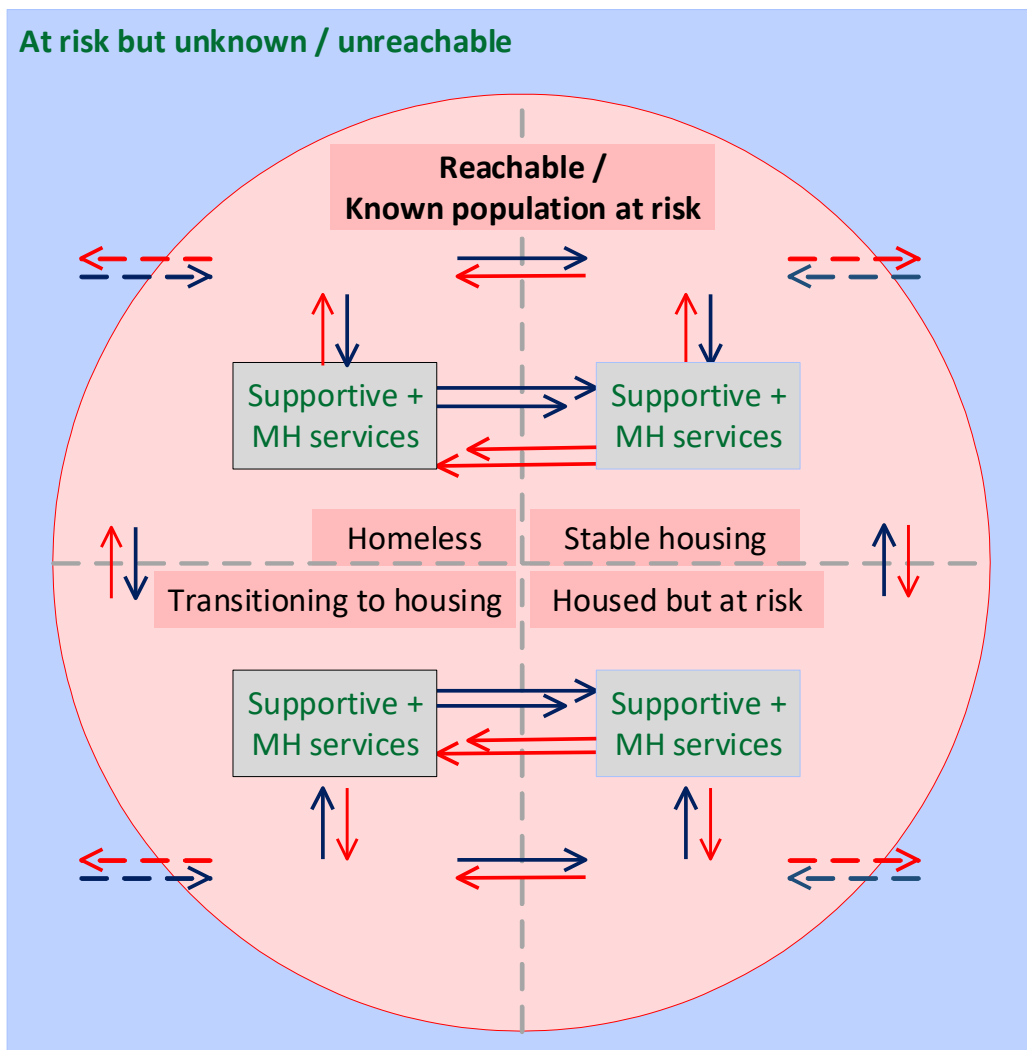 At risk but unknown / unreachable
Reachable /
Known population at risk
Supportive +
MH services
Supportive +
MH services
Homeless
Stable housing
Transitioning to housing
Housed but at risk
Supportive +
MH services
Supportive +
MH services